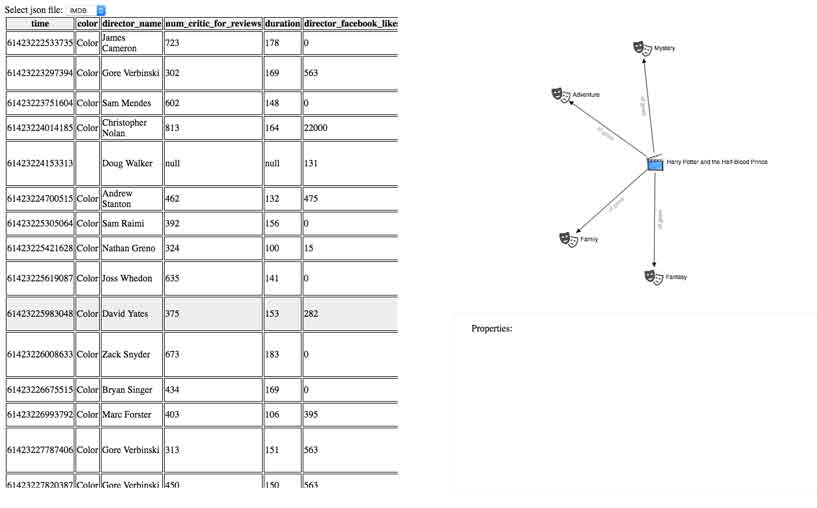 Select json file: IMDB
time color director_name num_critic_for_reviews duration director_facebook_like
61423222533735 Color James Cameron 723 178 0
61423223297394 Color Gore Verbinski 302 169 563
61423223751604 Color Sam Mendes 602 148 0
61423224014185 Color Christopher Nolan 813 164 22000
61423224153313 Doug Walker null null 131
61423224700515 Color Andrew Stanton 462 132 475
61423225305064 Color Sam Raimi 392 156 0
61423225421628 Color Nathan Greno 324 100 15
61423225619087 Color Joss Whedon 635 141 0
61423225983048 Color David Yates 375 153 282
61423226008633 Color Zack Snyder 673 183 0
61423226675515 Color Bryan Singer 434 169 0
61423226993792 Color Marc Forster 403 106 395
61423227787406 Color Gore Verbinski 313 151 563
61423227820387 Color Gore Verbinski 450 150 563
Mystery
Adventure
of genre
of genre
Harry Potter and the Half-Blood Prince
of genre
of genre
Family
Fantasy
Properties: